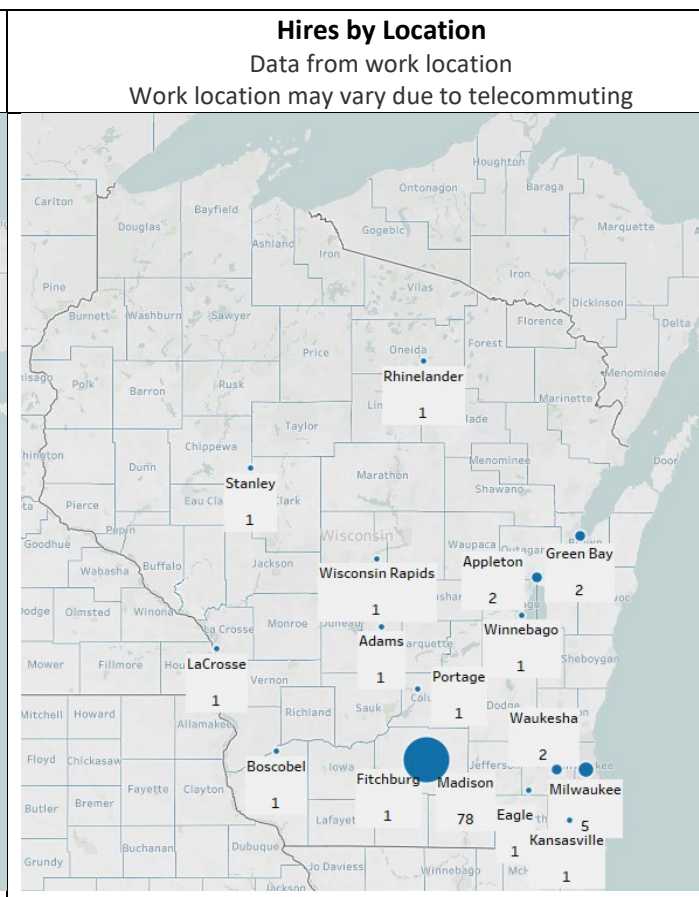 Hires by Location
Data from work location
Work location may vary due to telecommuting
Houghton
Carlton
Ontonagon
Baraga
Bayfield
Douglas
Ashland
Gogebic
Marquette
Iron
Pine
Iron
Vilas
Dickinson
Burnett
Washburn
Sawyer
Florence
Delta
Oneida
Forest
Price
Rhinelander
1
Polk
Barron
Rusk
Menominee
Marinette
Taylor
Chippewa
Dunn
Menominee
Door
Marathon
Stanley
1
Clark
Shawano
Pierce
Eau Cla
Pepin
Wisconsin
Goodhue
Waupaca
Green Bay
2
Appleton
2
Wabasha
Buffalo
Jackson
Wisconsin Rapids
1
Dodge
Olmsted
Winona
Monroe
Juneau
Adams
1
Winnebago
1
Mower
Fillmore
LaCrosse
1
Vernon
Sheboygan
Portage
1
Mitchell
Howard
Richland
Sauk
Dodge
Allamakee
Waukesha
2
Floyd
Chickasaw
Boscobel
1
Iowa
Fayette
Clayton
Fitchburg
1
Madison
78
Milwaukee
5
Butler
Bremer
Eagle
1
Kansasville
1
Buchanan
Dubuque
Grundy
Jo Daviess
Winnebago
Jackson